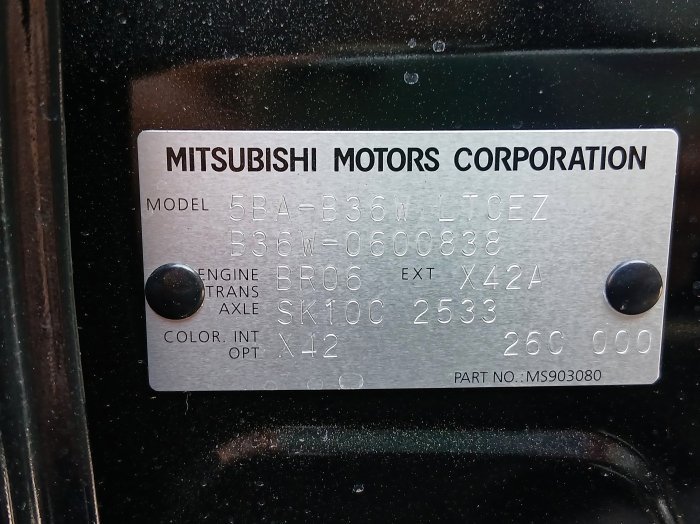 MITSUBISHI MOTORS CORPORATION
MODEL 5BA-B36W LTCEZ
B36W-0600838
ENGINE BR06 EXT X42A
TRANS
AXLE SK10C 2533
COLOR. INT X42 26C 000
OPT
PART NO.:MS903080